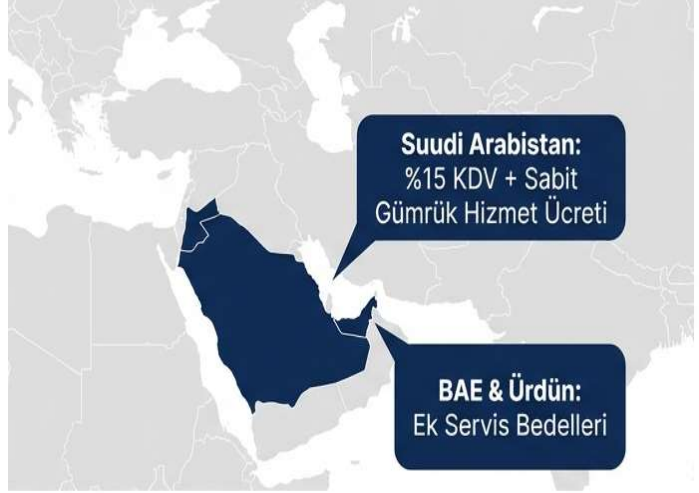 Suudi Arabistan:
%15 KDV + Sabit
Gümrük Hizmet Ücreti
BAE & Ürdün:
Ek Servis Bedelleri